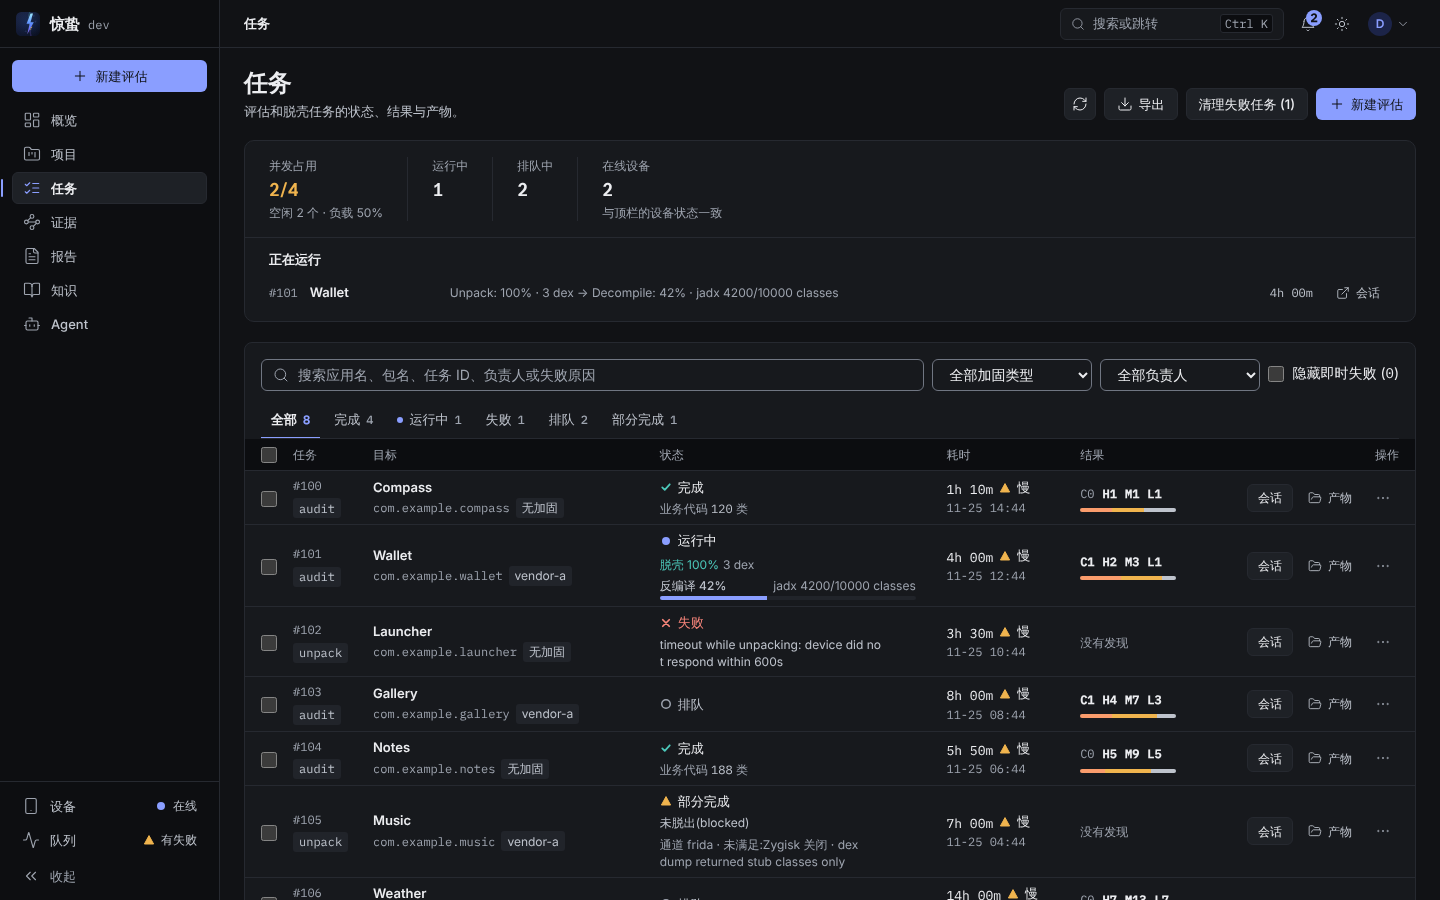 惊蛰 dev
任务
搜索或跳转 Ctrl K
2
D
新建评估
概览
项目
任务
证据
报告
知识
Agent
设备 在线
队列 有失败
收起
任务
评估和脱壳任务的状态、结果与产物。
导出
清理失败任务 (1)
新建评估
并发占用
2/4
空闲 2 个 · 负载 50%
运行中
1
排队中
2
在线设备
2
与顶栏的设备状态一致
正在运行
#101 Wallet Unpack: 100% · 3 dex → Decompile: 42% · jadx 4200/10000 classes 4h 00m 会话
搜索应用名、包名、任务 ID、负责人或失败原因
全部加固类型
全部负责人
隐藏即时失败 (0)
全部 8 完成 4 运行中 1 失败 1 排队 2 部分完成 1
任务 目标 状态 耗时 结果 操作
#100 Compass 完成 1h 10m 慢 C0 H1 M1 L1 会话 产物 ...
audit com.example.compass 无加固 业务代码 120 类 11-25 14:44
#101 Wallet 运行中 4h 00m 慢 C1 H2 M3 L1 会话 产物 ...
audit com.example.wallet vendor-a 脱壳 100% 3 dex 11-25 12:44
反编译 42% jadx 4200/10000 classes
#102 Launcher 失败 3h 30m 慢 没有发现 会话 产物 ...
unpack com.example.launcher 无加固 timeout while unpacking: device did no 11-25 10:44
t respond within 600s
#103 Gallery 排队 8h 00m 慢 C1 H4 M7 L3 会话 产物 ...
audit com.example.gallery vendor-a 11-25 08:44
#104 Notes 完成 5h 50m 慢 C0 H5 M9 L5 会话 产物 ...
audit com.example.notes 无加固 业务代码 188 类 11-25 06:44
#105 Music 部分完成 7h 00m 慢 没有发现 会话 产物 ...
unpack com.example.music vendor-a 未脱出(blocked) 11-25 04:44
通道 frida · 未满足:Zygisk 关闭 · dex
dump returned stub classes only
#106 Weather 排队 14h 00m 慢 C0 H7 M13 L7